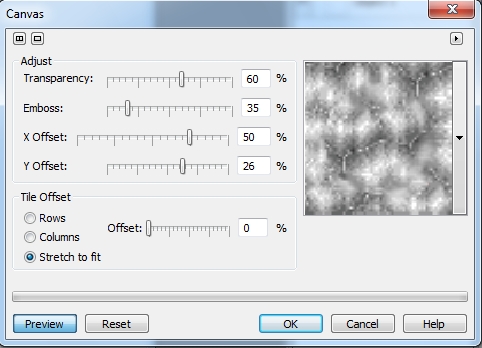 Canvas
Adjust
Transparency: 60 %
Emboss: 35 %
X Offset: 50 %
Y Offset: 26 %
Tile Offset
Rows
Columns
Stretch to fit
Offset: 0 %
Preview Reset OK Cancel Help